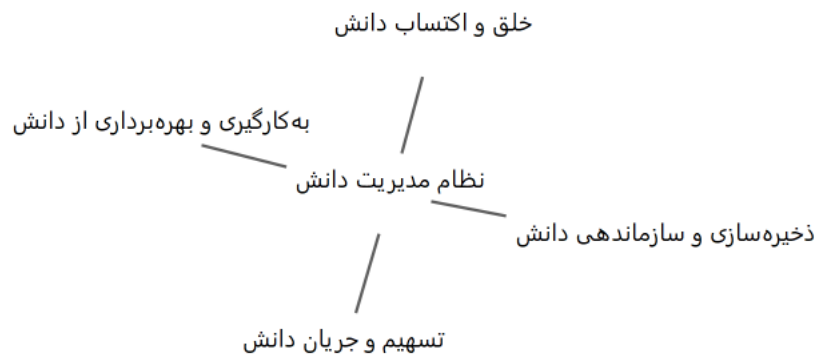 خلق و اکتساب دانش
به‌کارگیری و بهره‌برداری از دانش
نظام مدیریت دانش
ذخیره‌سازی و سازماندهی دانش
تسهیم و جریان دانش